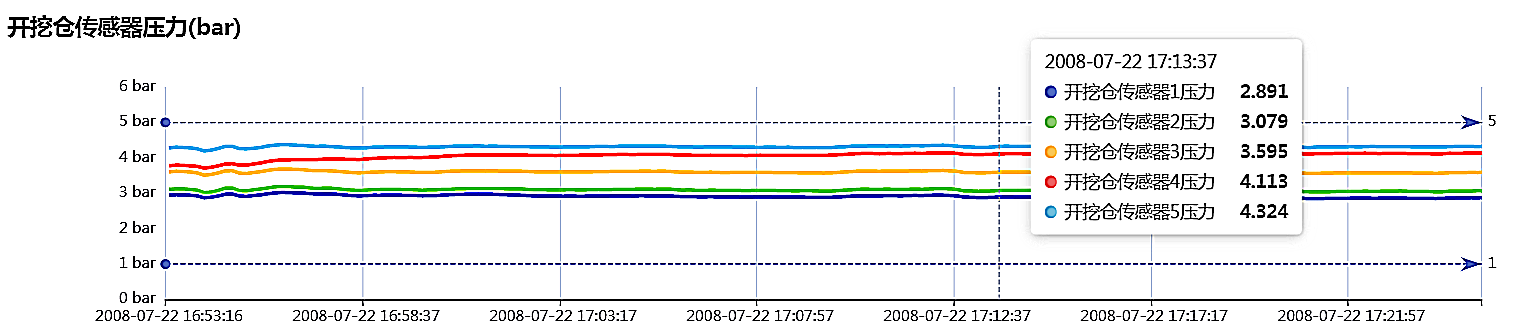 开挖仓传感器压力(bar)
2008-07-22 17:13:37
开挖仓传感器1压力 2.891
开挖仓传感器2压力 3.079
开挖仓传感器3压力 3.595
开挖仓传感器4压力 4.113
开挖仓传感器5压力 4.324
6 bar
5 bar
4 bar
3 bar
2 bar
1 bar
0 bar
5
1
2008-07-22 16:53:16 2008-07-22 16:58:37 2008-07-22 17:03:17 2008-07-22 17:07:57 2008-07-22 17:12:37 2008-07-22 17:17:17 2008-07-22 17:21:57